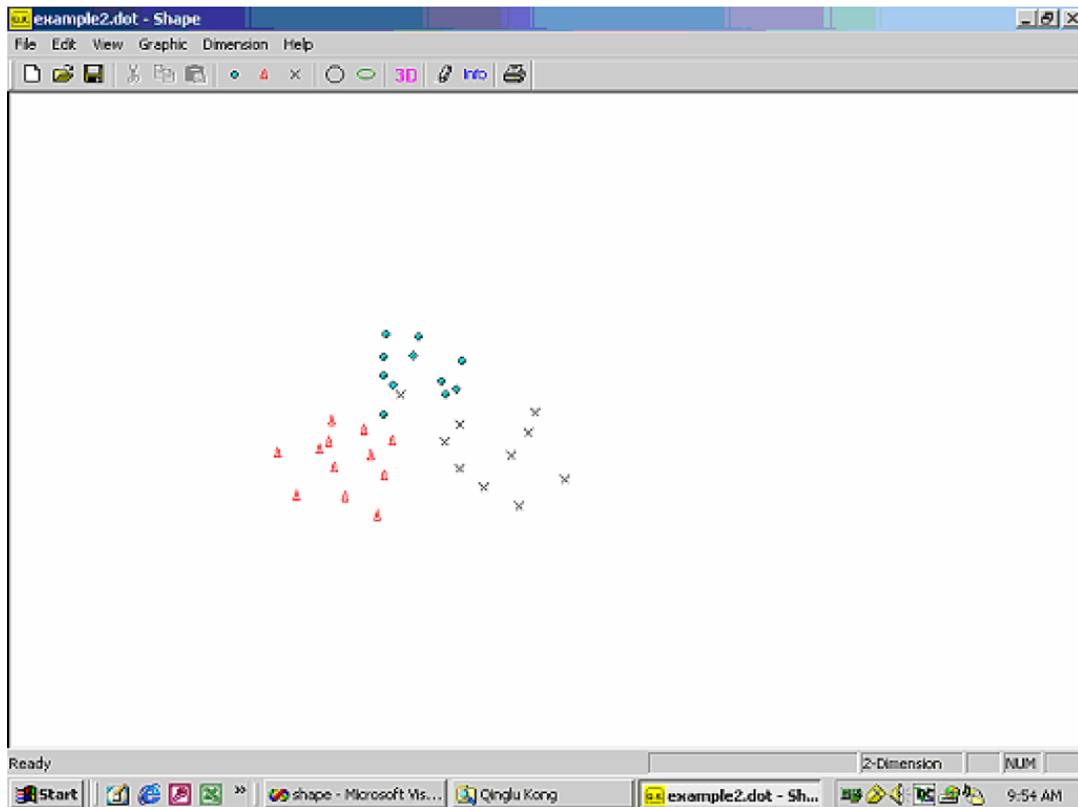 example2.dot - Shape
File Edit View Graphic Dimension Help
3D Info
Ready 2-Dimension NUM
Start shape - Microsoft Vis... Qinglu Kong example2.dot - Sh... 9:54 AM